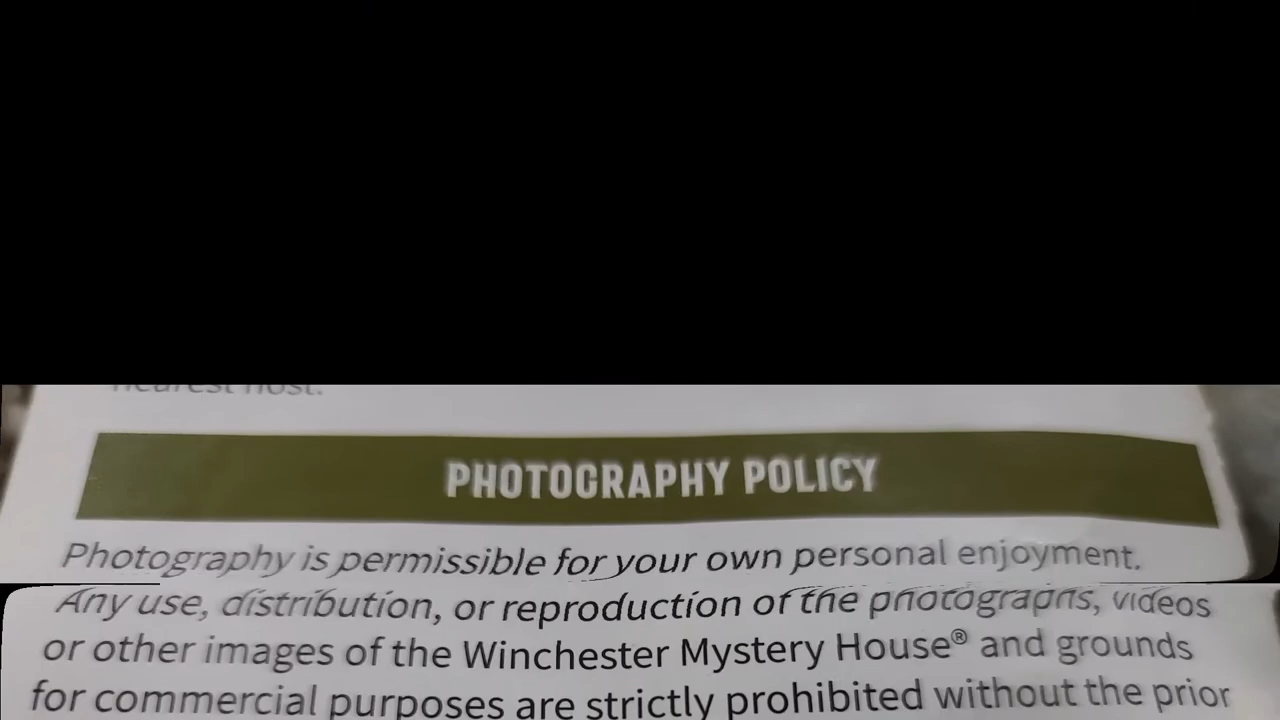 nearest host.
PHOTOGRAPHY POLICY
Photography is permissible for your own personal enjoyment.
Any use, distribution, or reproduction of the photographs, videos
or other images of the Winchester Mystery House® and grounds
for commercial purposes are strictly prohibited without the prior